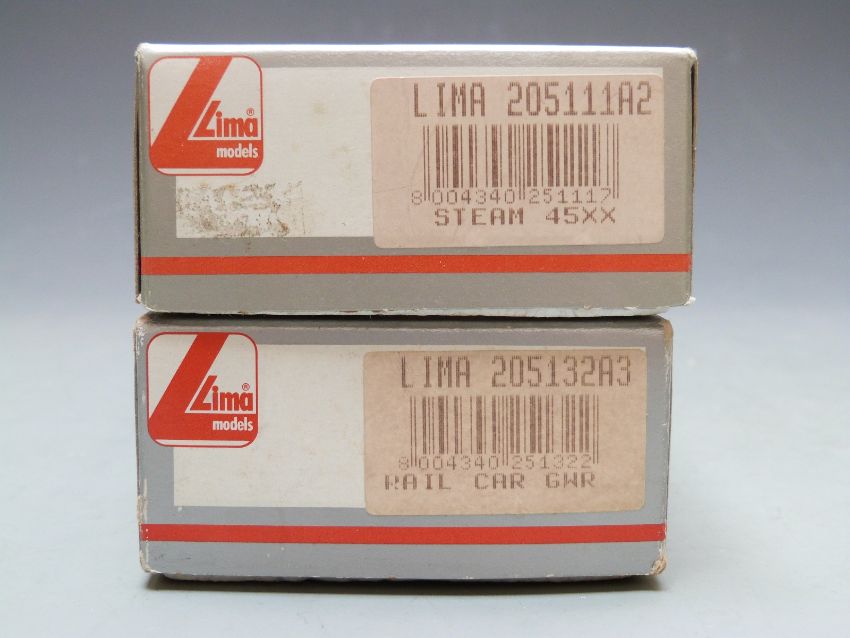 Lima®
models
LIMA 205111A2
8 004340 251117
STEAM 45XX
Lima®
models
LIMA 205132A3
8 004340 251322
RAIL CAR GWR